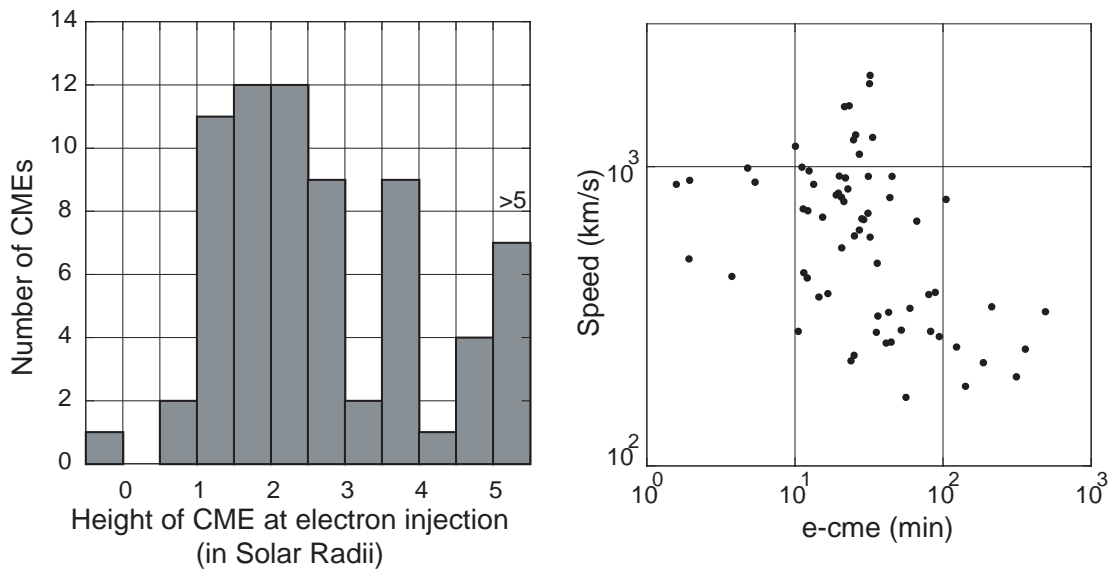 14
12
10
8
6
4
2
0
Number of CMEs
>5
0 1 2 3 4 5
Height of CME at electron injection
(in Solar Radii)
10^3
10^2
Speed (km/s)
10^0 10^1 10^2 10^3
e-cme (min)